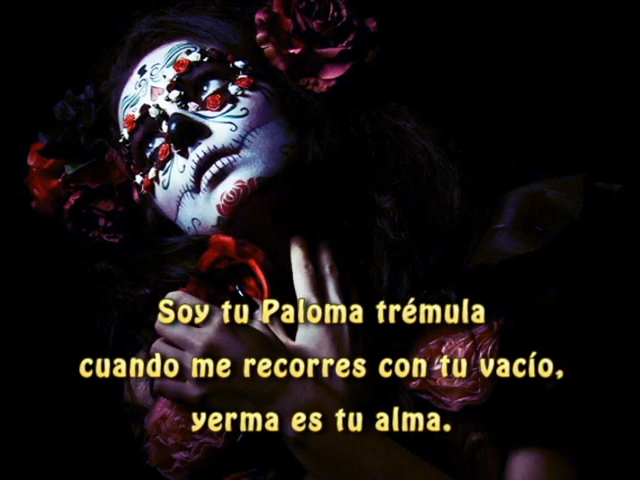 Soy tu Paloma trémula
cuando me recorres con tu vacío,
yerma es tu alma.